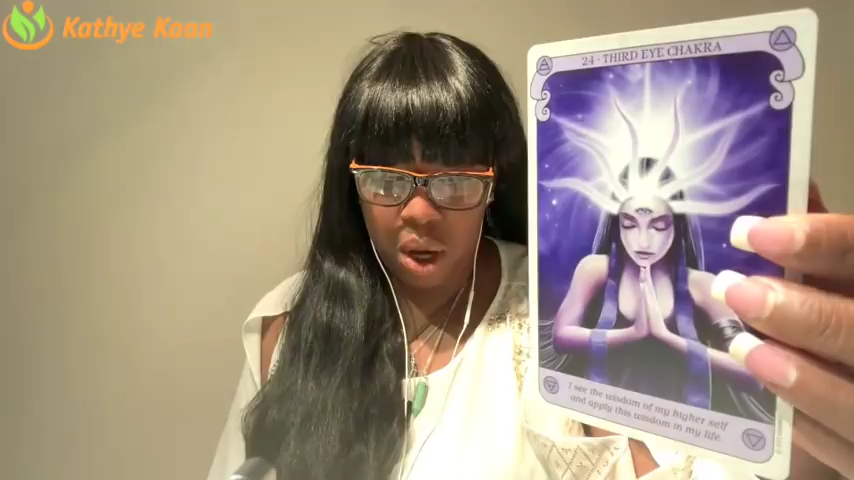 Kathye Kaan
24 · THIRD EYE CHAKRA
I see the wisdom of my higher self
and apply this wisdom in my life.